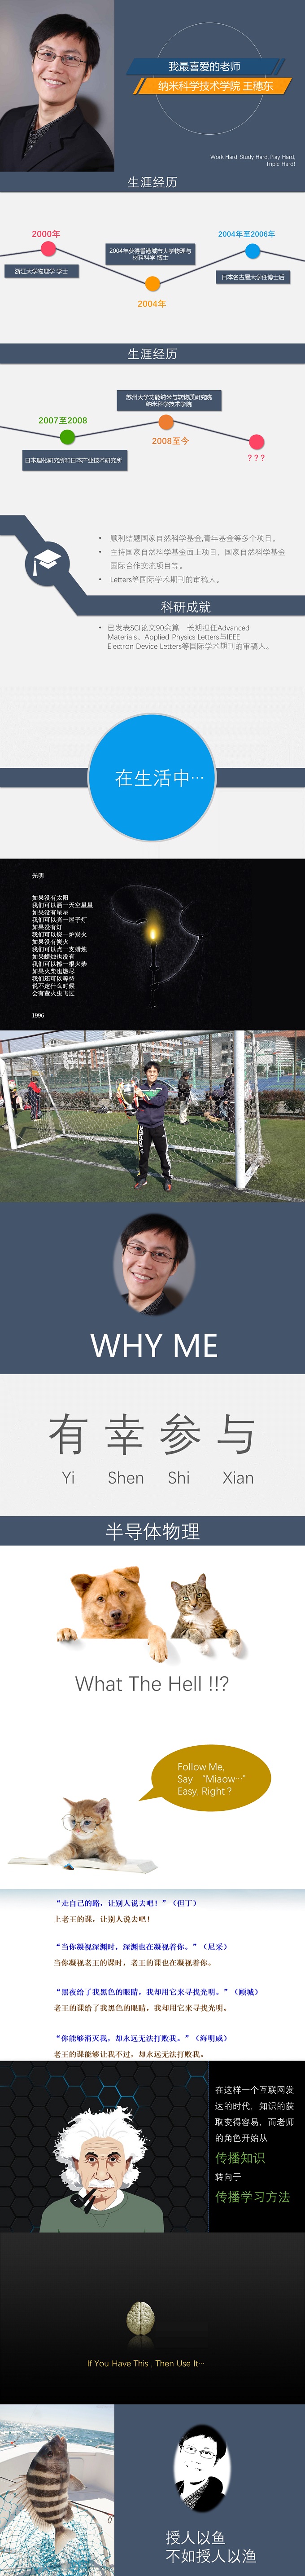 我最喜爱的老师
纳米科学技术学院 王穗东
Work Hard, Study Hard, Play Hard,
Triple Hard!
生涯经历
2000年
浙江大学物理学 学士
2004年获得香港城市大学物理与
材料科学 博士
2004年
2004年至2006年
日本名古屋大学任博士后
生涯经历
2007至2008
日本理化研究所和日本产业技术研究所
苏州大学功能纳米与软物质研究院
纳米科学技术学院
2008至今
? ? ?
• 顺利结题国家自然科学基金,青年基金等多个项目。
• 主持国家自然科学基金面上项目，国家自然科学基金
国际合作交流项目等。
• Letters等国际学术期刊的审稿人。
科研成就
• 已发表SCI论文90余篇，长期担任Advanced
Materials、Applied Physics Letters与IEEE
Electron Device Letters等国际学术期刊的审稿人。
在生活中…
光明
如果没有太阳
我们可以洒一天空星星
如果没有星星
我们可以亮一屋子灯
如果没有灯
我们可以烧一炉炭火
如果没有炭火
我们可以点一支蜡烛
如果蜡烛也没有
我们可以擦一根火柴
如果火柴也燃尽
我们还可以等待
说不定什么时候
会有萤火虫飞过
1996
WHY ME
有 幸 参 与
Yi Shen Shi Xian
半导体物理
What The Hell !!?
Follow Me,
Say “Miaow…”
Easy, Right ?
“走自己的路，让别人说去吧！”（但丁）
上老王的课，让别人说去吧！
“当你凝视深渊时，深渊也在凝视着你。”（尼采）
当你凝视老王的课时，老王的课也在凝视着你。
“黑夜给了我黑色的眼睛，我却用它来寻找光明。”（顾城）
老王的课给了我黑色的眼睛，我却用它来寻找光明。
“你能够消灭我，却永远无法打败我。”（海明威）
老王的课能够让我不过，却永远无法打败我。
在这样一个互联网发
达的时代，知识的获
取变得容易，而老师
的角色开始从
传播知识
转向于
传播学习方法
If You Have This , Then Use It…
授人以鱼
不如授人以渔